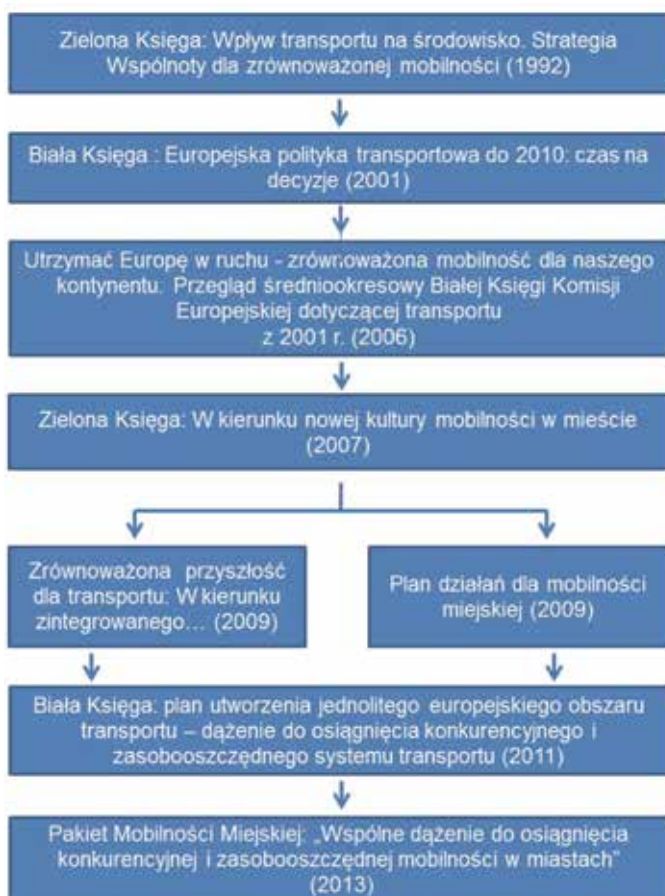 Zielona Księga: Wpływ transportu na środowisko. Strategia
Wspólnoty dla zrównoważonej mobilności (1992)
Biała Księga : Europejska polityka transportowa do 2010: czas na
decyzje (2001)
Utrzymać Europę w ruchu - zrównoważona mobilność dla naszego
kontynentu. Przegląd średniookresowy Białej Księgi Komisji
Europejskiej dotyczącej transportu
z 2001 r. (2006)
Zielona Księga: W kierunku nowej kultury mobilności w mieście
(2007)
Zrównoważona przyszłość
dla transportu: W kierunku
zintegrowanego... (2009)
Plan działań dla mobilności
miejskiej (2009)
Biała Księga: plan utworzenia jednolitego europejskiego obszaru
transportu – dążenie do osiągnięcia konkurencyjnego i
zasobooszczędnego systemu transportu (2011)
Pakiet Mobilności Miejskiej: „Wspólne dążenie do osiągnięcia
konkurencyjnej i zasobooszczędnej mobilności w miastach”
(2013)